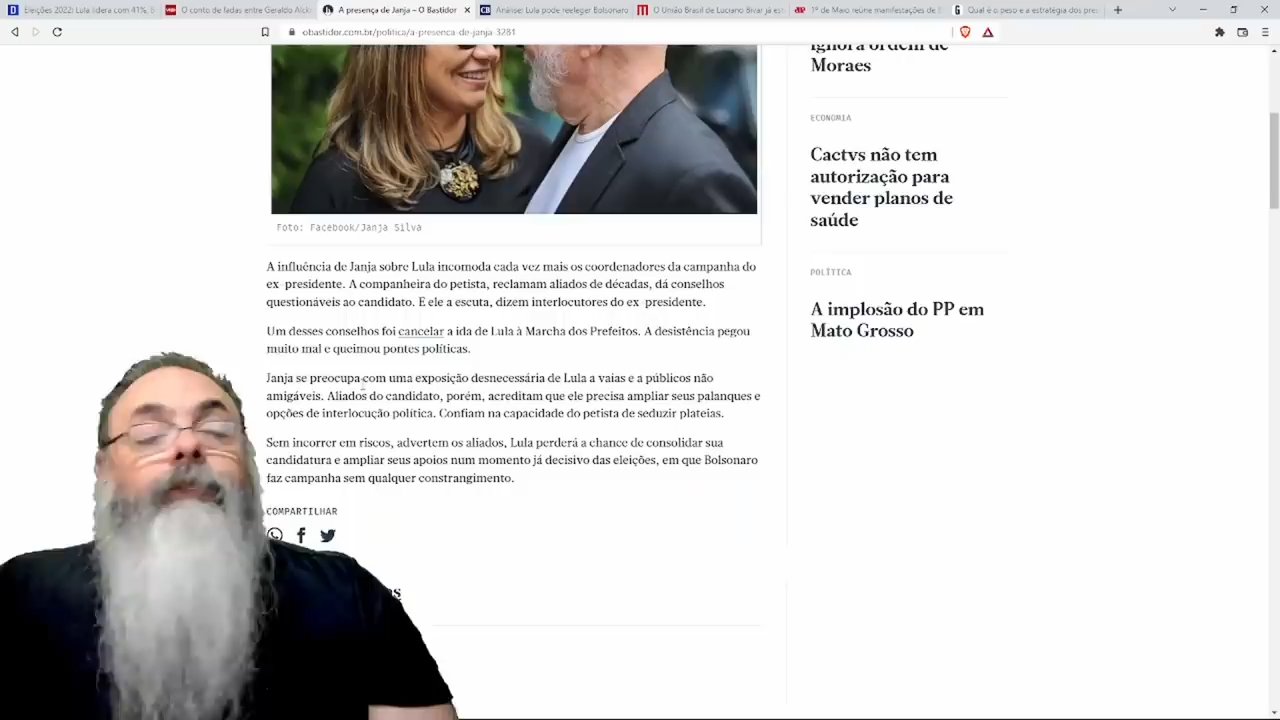 Eleições 2022: Lula lidera com 41%, B
O conto de fadas entre Geraldo Alckm
A presença de Janja – O Bastidor
Análise: Lula pode reeleger Bolsonaro
O União Brasil de Luciano Bivar já est
1º de Maio reúne manifestações de
Qual é o peso e a estratégia dos pres
obastidor.com.br/politica/a-presenca-de-janja-3281
ignora ordem de
Moraes
ECONOMIA
Cactvs não tem
autorização para
vender planos de
saúde
POLÍTICA
A implosão do PP em
Mato Grosso
Foto: Facebook/Janja Silva
A influência de Janja sobre Lula incomoda cada vez mais os coordenadores da campanha do
ex-presidente. A companheira do petista, reclamam aliados de décadas, dá conselhos
questionáveis ao candidato. E ele a escuta, dizem interlocutores do ex-presidente.
Um desses conselhos foi cancelar a ida de Lula à Marcha dos Prefeitos. A desistência pegou
muito mal e queimou pontes políticas.
Janja se preocupa com uma exposição desnecessária de Lula a vaias e a públicos não
amigáveis. Aliados do candidato, porém, acreditam que ele precisa ampliar seus palanques e
opções de interlocução política. Confiam na capacidade do petista de seduzir plateias.
Sem incorrer em riscos, advertem os aliados, Lula perderá a chance de consolidar sua
candidatura e ampliar seus apoios num momento já decisivo das eleições, em que Bolsonaro
faz campanha sem qualquer constrangimento.
COMPARTILHAR